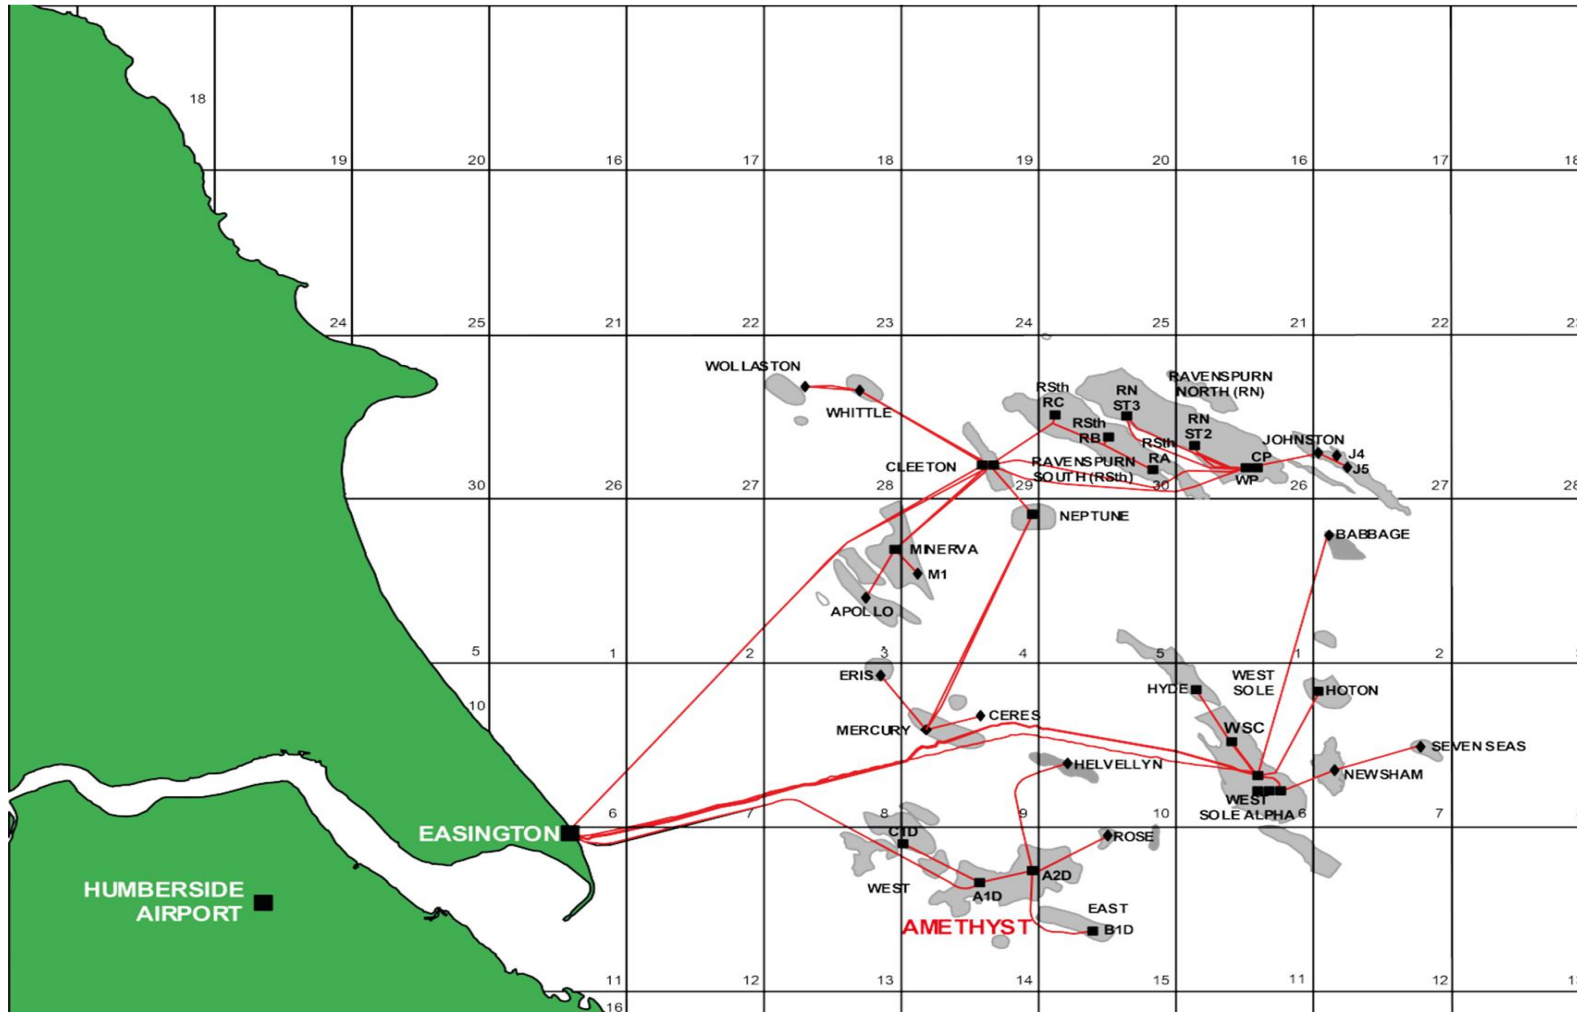 18
19 20 16 17 18 19 20 16 17 18
24 25 21 22 23 24 25 21 22 23
WOLLASTON
WHITTLE
RSth
RC
RN
ST3
RAVENSPURN
NORTH (RN)
RSth
RB
RN
ST2
RSth
RA
JOHNSTON
J4
J5
CLEETON
RAVENSPURN
SOUTH (RSth)
CP
WP
30 26 27 28 29 30 26 27 28
NEPTUNE
BABBAGE
MINERVA
M1
APOLLO
5 1 2 3 4 5 1 2
ERIS
HYDE
WEST
SOLE
HOTON
10
MERCURY
CERES
WSC
SEVEN SEAS
HELVELLYN
NEWSHAM
WEST
SOLE ALPHA
6 7 8 9 10 6 7
EASINGTON
C1D
ROSE
HUMBERSIDE
AIRPORT
WEST
A1D
A2D
AMETHYST
EAST
B1D
11 12 13 14 15 11 12 13
16